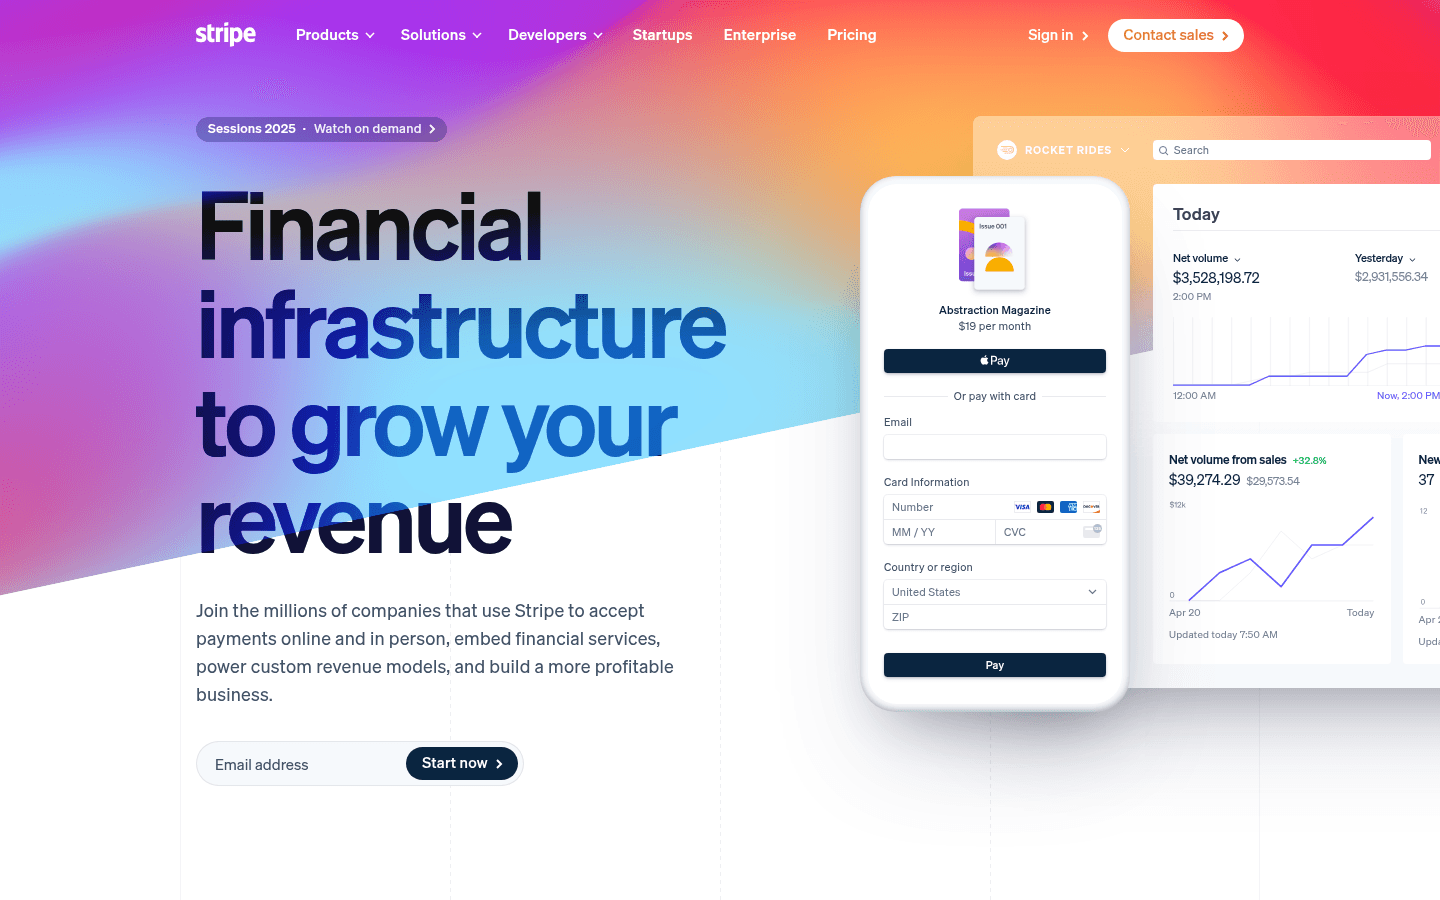 stripe
Products
Solutions
Developers
Startups
Enterprise
Pricing
Sign in
Contact sales
Sessions 2025 · Watch on demand
Financial
infrastructure
to grow your
revenue
Join the millions of companies that use Stripe to accept
payments online and in person, embed financial services,
power custom revenue models, and build a more profitable
business.
Email address
Start now
Issue 001
Abstraction Magazine
$19 per month
Pay
Or pay with card
Email
Card Information
Number
VISA
MM / YY
CVC
Country or region
United States
ZIP
Pay
ROCKET RIDES
Search
Today
Net volume
$3,528,198.72
2:00 PM
Yesterday
$2,931,556.34
12:00 AM
Now, 2:00 PM
Net volume from sales +32.8%
$39,274.29 $29,573.54
$12k
0
Apr 20
Today
Updated today 7:50 AM
New
37
12
0
Apr
Upda